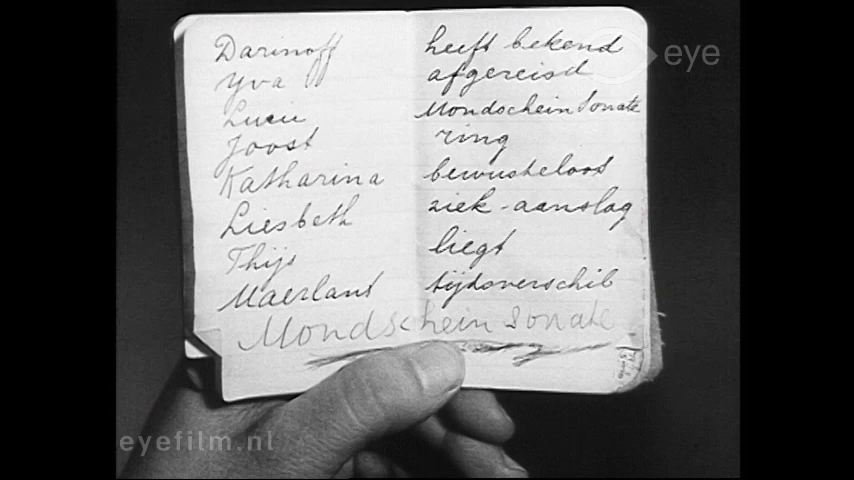 Darinoff heeft bekend
Yva afgereisd
Lucie Mondschein Sonate
Joost ring
Katharina bewusteloos
Liesbeth ziek - aanslag
Thijs liegt
Maerlant tijdsverschil
Mondschein Sonate
eye
eyefilm.nl